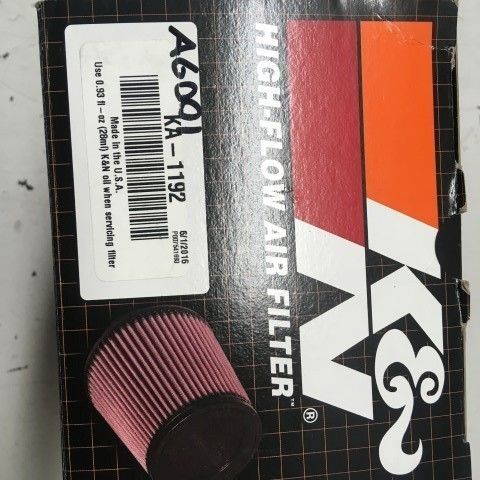 K&N®
HIGH-FLOW AIR FILTER™
A6091
KA-1192
6/1/2016
Made in the U.S.A.
Use 0.93 fl-oz (28ml) K&N oil when servicing filter